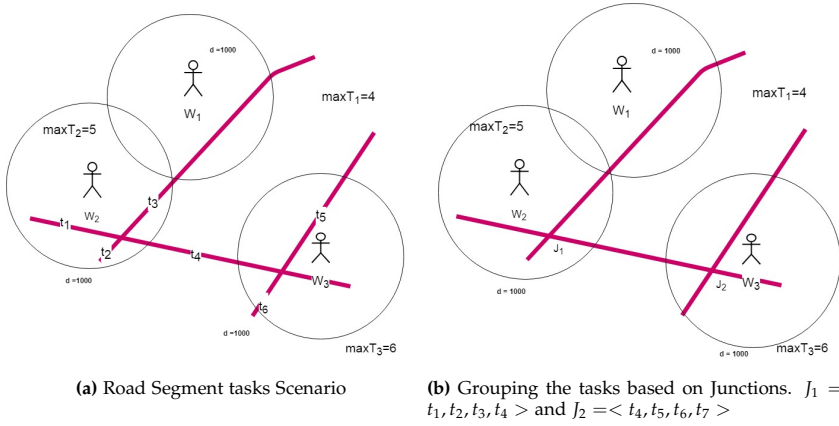 d =1000
W1
maxT1=4
maxT2=5
W2
t3
t1
t2
t4
t5
W3
t6
d =1000
d =1000
maxT3=6
(a) Road Segment tasks Scenario
d =1000
W1
maxT1=4
maxT2=5
W2
J1
J2
W3
d =1000
d =1000
maxT3=6
(b) Grouping the tasks based on Junctions. J1 =
t1, t2, t3, t4 > and J2 =< t4, t5, t6, t7 >